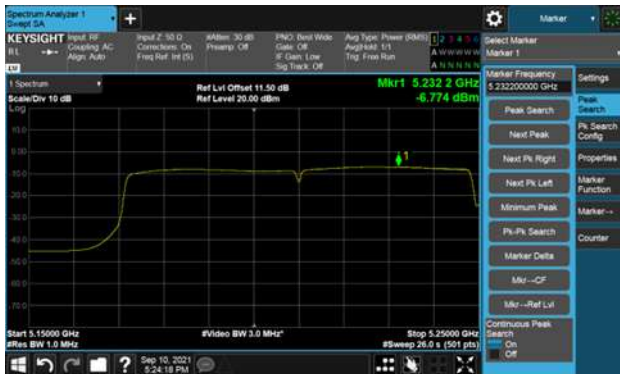 Spectrum Analyzer 1
Swept SA
+
Marker
KEYSIGHT
RL
Input: RF
Coupling: AC
Align: Auto
Input Z: 50 Ω
Corrections: On
Freq Ref: Int (S)
#Atten: 30 dB
Preamp: Off
PNO: Best Wide
Gate: Off
IF Gain: Low
Sig Track: Off
Avg Type: Power (RMS)
Avg|Hold: 1/1
Trig: Free Run
1 2 3 4 5 6
A W W W W W
A N N N N N
Select Marker
Marker 1
1 Spectrum
Scale/Div 10 dB
Log
Ref Lvl Offset 11.50 dB
Ref Level 20.00 dBm
Mkr1 5.232 2 GHz
-6.774 dBm
10.0
0.00
-10.0
-20.0
-30.0
-40.0
-50.0
-60.0
-70.0
1
Start 5.15000 GHz
#Res BW 1.0 MHz
#Video BW 3.0 MHz*
Stop 5.25000 GHz
#Sweep 26.0 s (501 pts)
Marker Frequency
5.232200000 GHz
Peak Search
Next Peak
Next Pk Right
Next Pk Left
Minimum Peak
Pk-Pk Search
Marker Delta
Mkr→CF
Mkr→Ref Lvl
Continuous Peak
Search
On
Off
Settings
Peak
Search
Pk Search
Config
Properties
Marker
Function
Marker→
Counter
?
Sep 10, 2021
5:24:18 PM